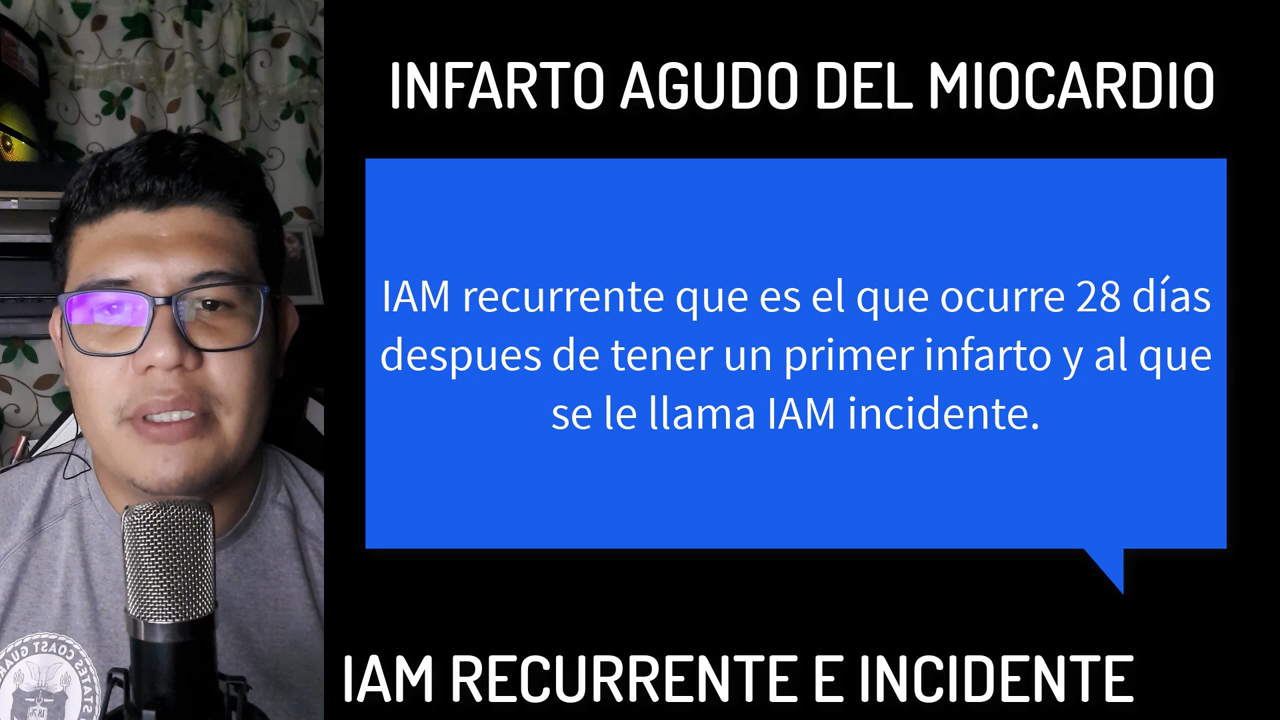 INFARTO AGUDO DEL MIOCARDIO
IAM recurrente que es el que ocurre 28 días
despues de tener un primer infarto y al que
se le llama IAM incidente.
IAM RECURRENTE E INCIDENTE